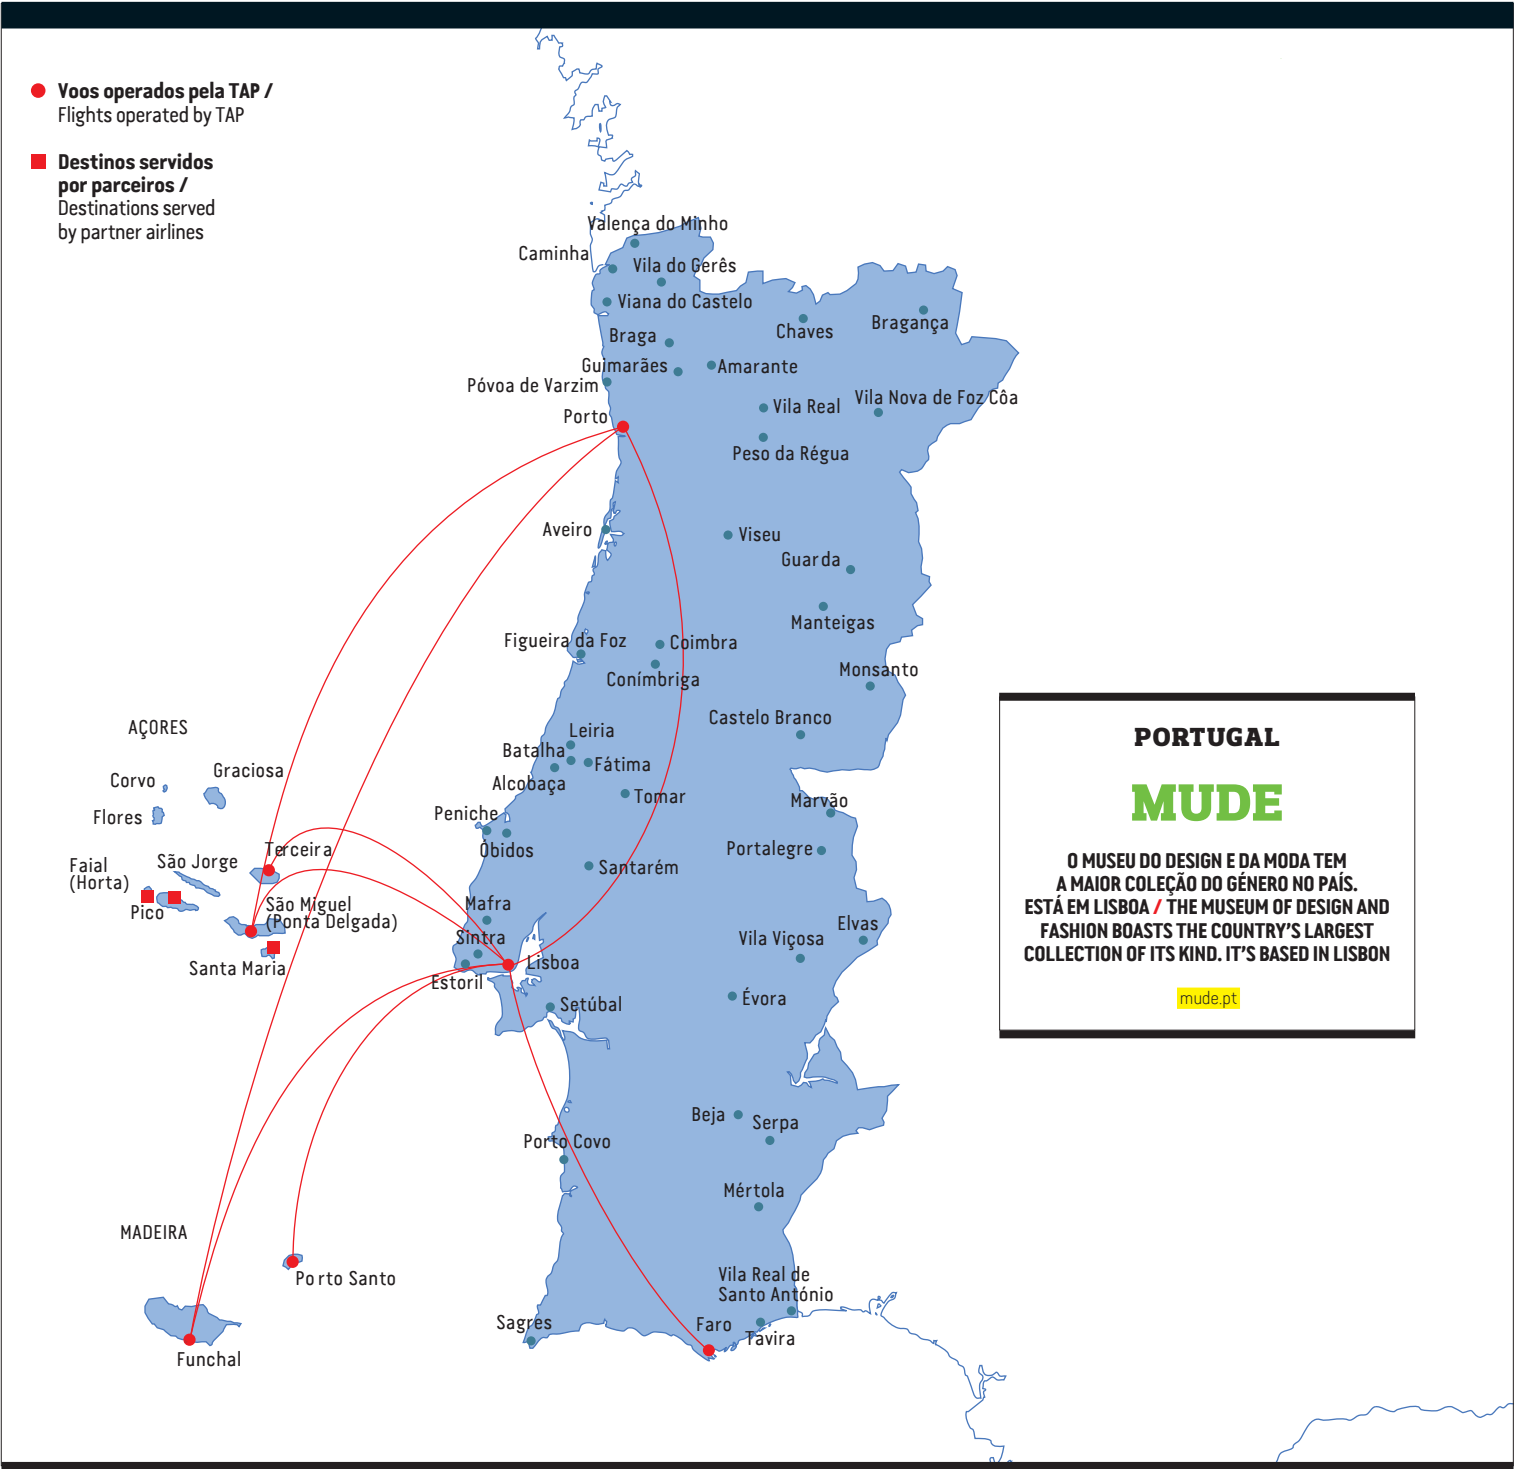 Voos operados pela TAP /
Flights operated by TAP
Destinos servidos
por parceiros /
Destinations served
by partner airlines
Valença do Minho
Caminha
Vila do Gerês
Viana do Castelo
Chaves
Bragança
Braga
Guimarães
Amarante
Póvoa de Varzim
Vila Real
Vila Nova de Foz Côa
Porto
Peso da Régua
Aveiro
Viseu
Guarda
Manteigas
Figueira da Foz
Coimbra
Conímbriga
Monsanto
Castelo Branco
Leiria
Batalha
Fátima
Alcobaça
Tomar
Marvão
Peniche
Óbidos
Portalegre
Santarém
Mafra
Sintra
Lisboa
Estoril
Elvas
Vila Viçosa
Setúbal
Évora
Beja
Serpa
Porto Covo
Mértola
Vila Real de
Santo António
Sagres
Faro
Tavira
AÇORES
Corvo
Graciosa
Flores
Terceira
São Jorge
Faial
(Horta)
Pico
São Miguel
(Ponta Delgada)
Santa Maria
MADEIRA
Porto Santo
Funchal
PORTUGAL
MUDE
O MUSEU DO DESIGN E DA MODA TEM
A MAIOR COLEÇÃO DO GÉNERO NO PAÍS.
ESTÁ EM LISBOA / THE MUSEUM OF DESIGN AND
FASHION BOASTS THE COUNTRY'S LARGEST
COLLECTION OF ITS KIND. IT'S BASED IN LISBON
mude.pt